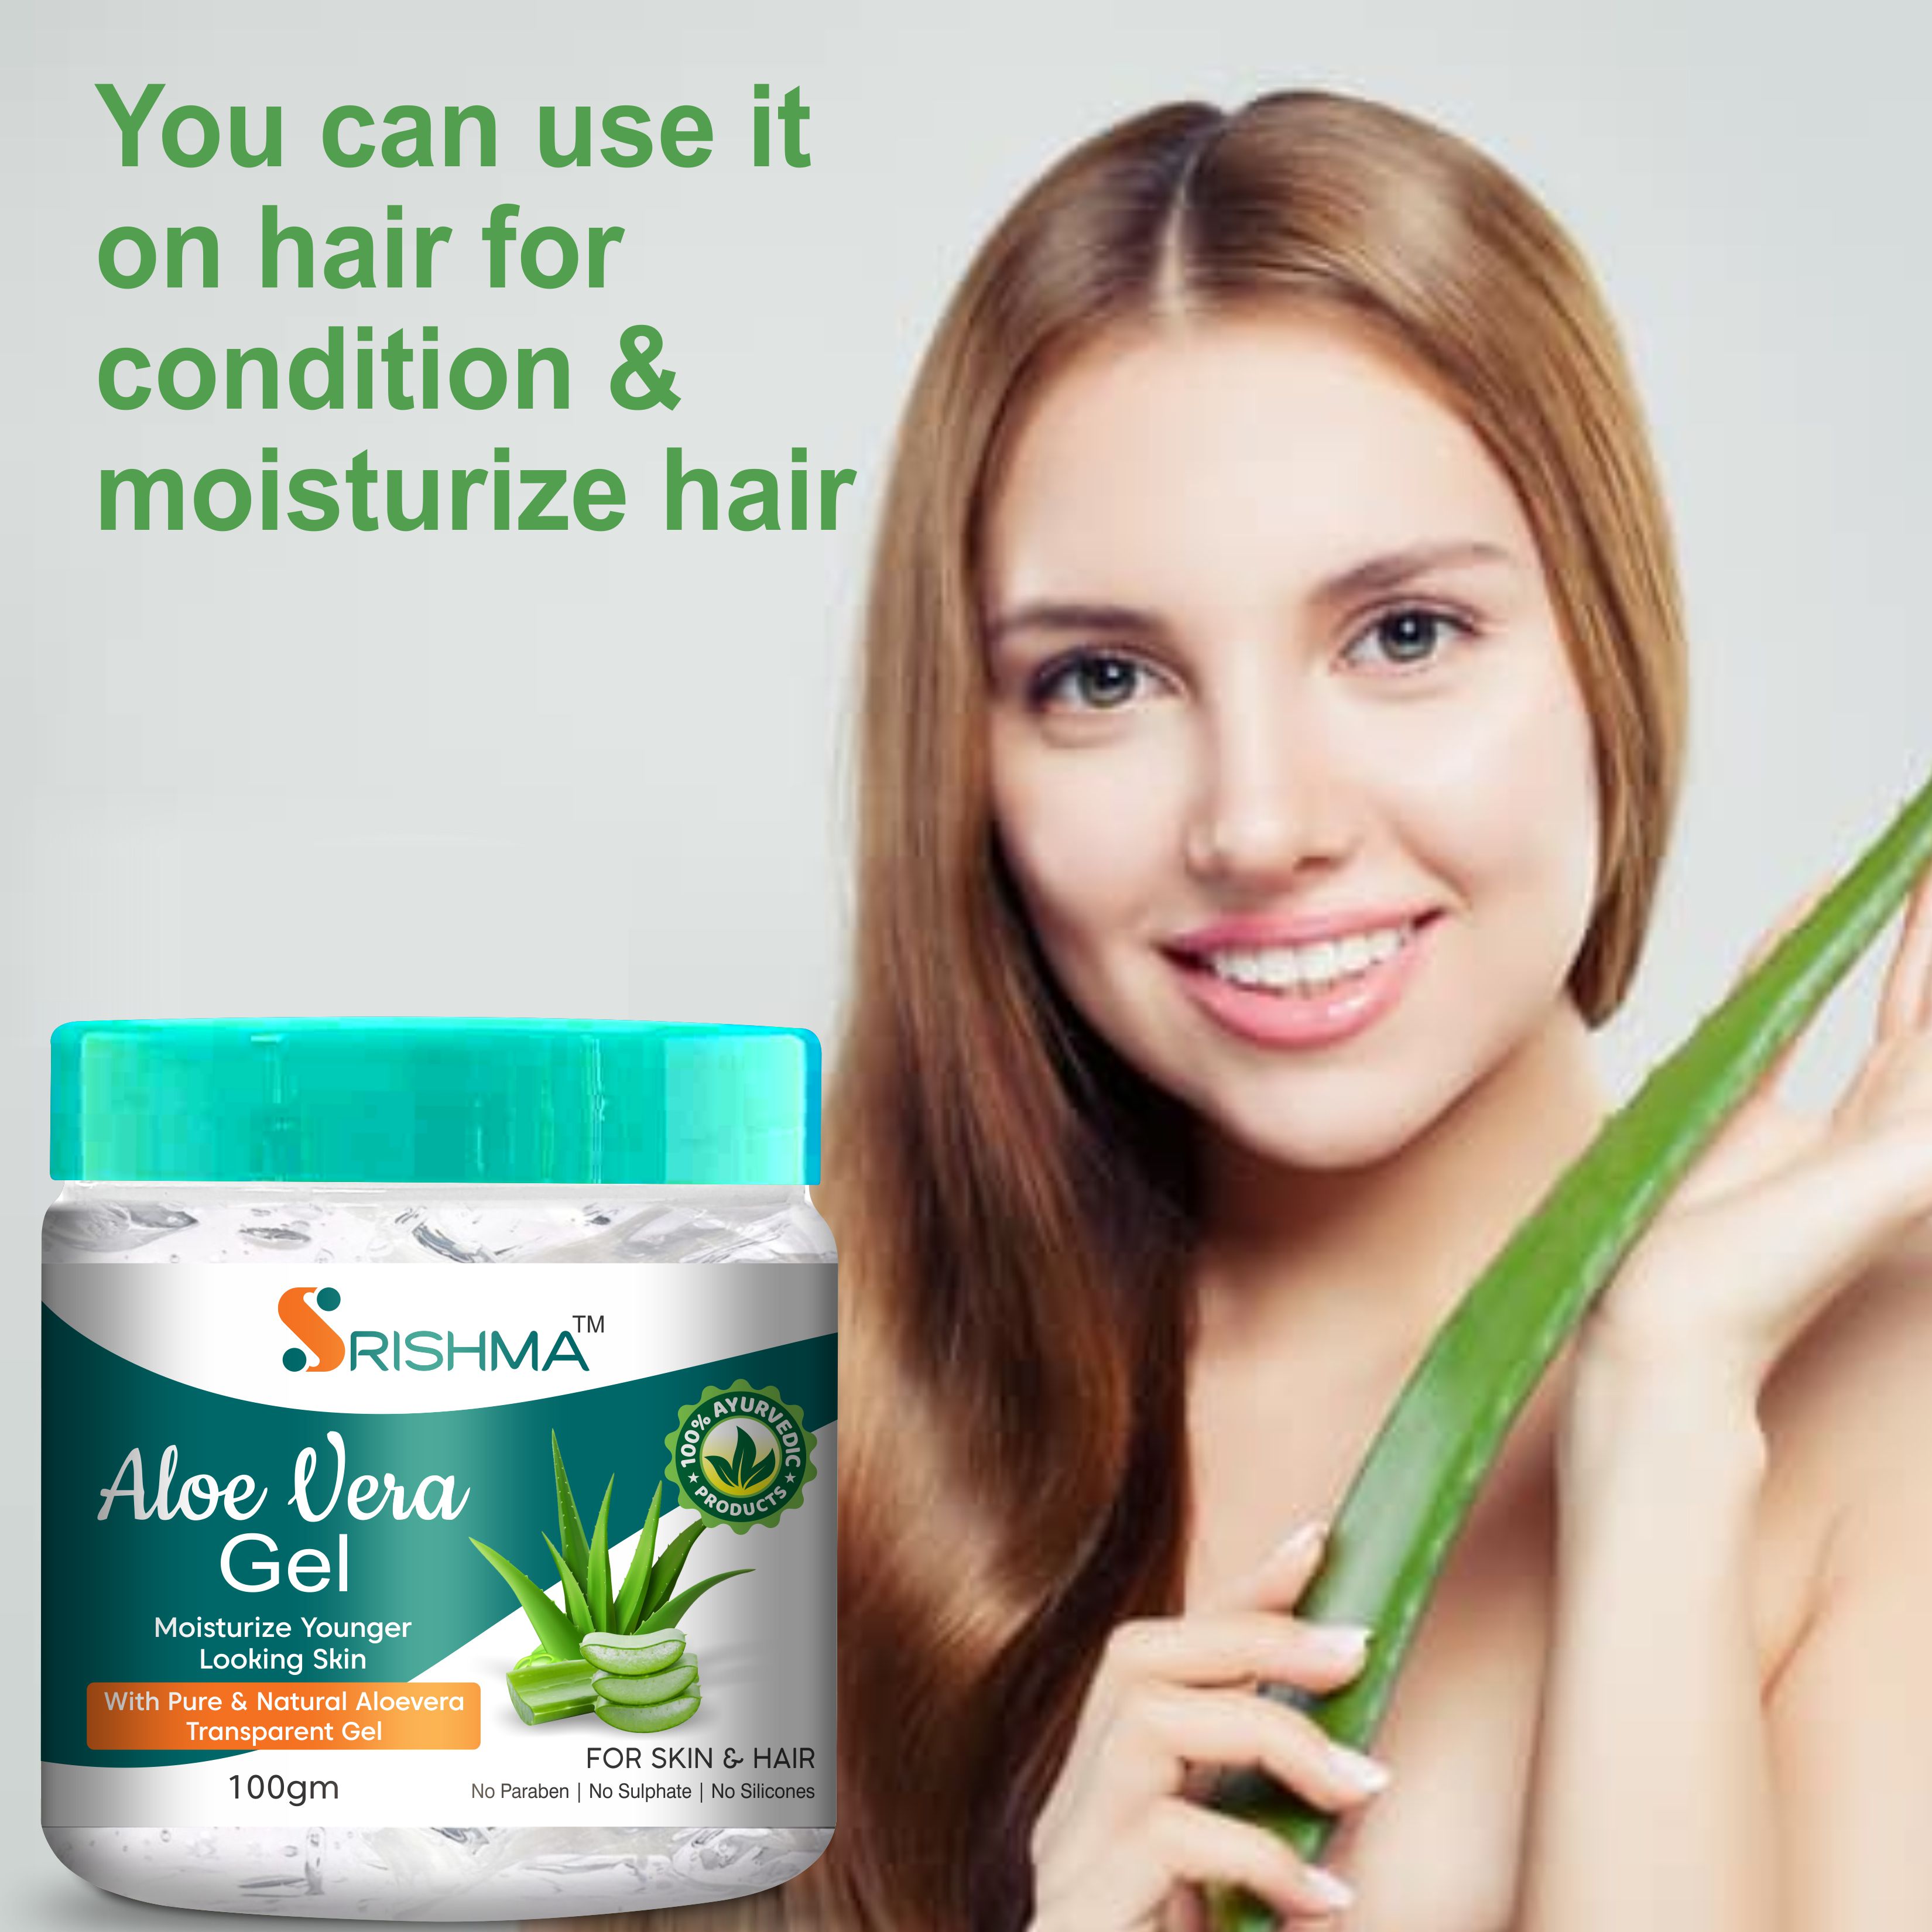 You can use it
on hair for
condition &
moisturize hair
SRISHMA™
100% AYURVEDIC
PRODUCTS
Aloe Vera
Gel
Moisturize Younger
Looking Skin
With Pure & Natural Aloevera
Transparent Gel
FOR SKIN & HAIR
100gm
No Paraben | No Sulphate | No Silicones